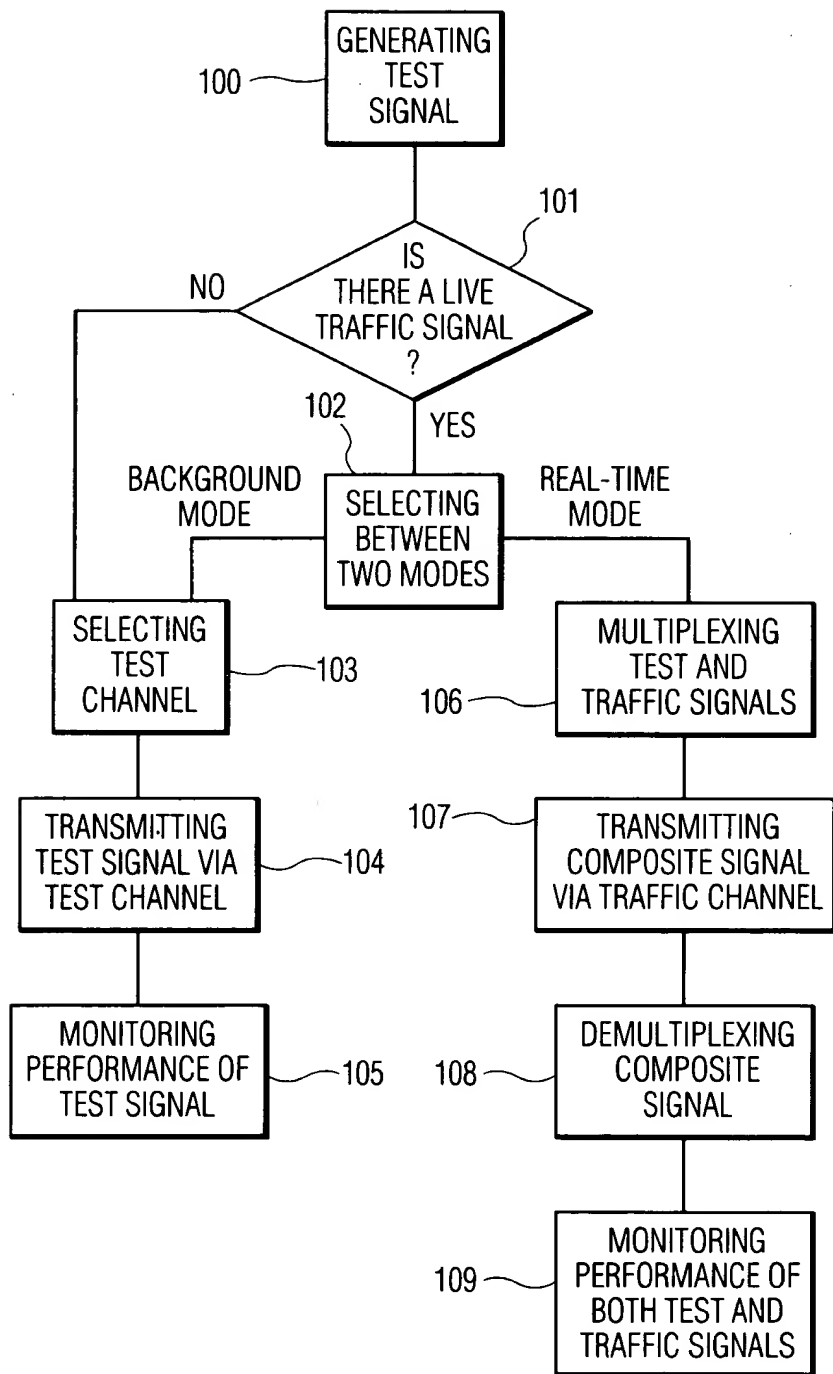 GENERATING
TEST
SIGNAL
100
101
IS
THERE A LIVE
TRAFFIC SIGNAL
?
NO
YES
102
BACKGROUND
MODE
SELECTING
BETWEEN
TWO MODES
REAL-TIME
MODE
SELECTING
TEST
CHANNEL
103
MULTIPLEXING
TEST AND
TRAFFIC SIGNALS
106
TRANSMITTING
TEST SIGNAL VIA
TEST CHANNEL
104
107
TRANSMITTING
COMPOSITE SIGNAL
VIA TRAFFIC CHANNEL
MONITORING
PERFORMANCE OF
TEST SIGNAL
105
108
DEMULTIPLEXING
COMPOSITE
SIGNAL
109
MONITORING
PERFORMANCE OF
BOTH TEST AND
TRAFFIC SIGNALS